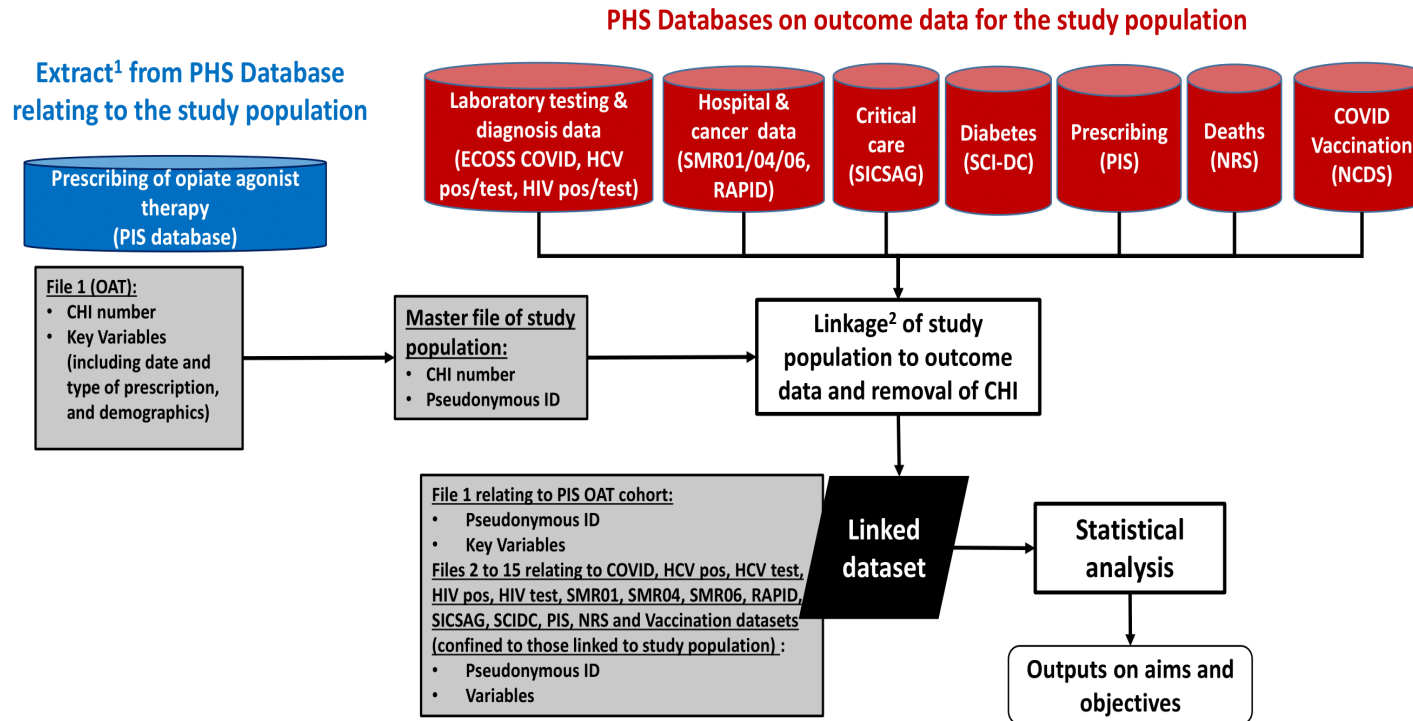 PHS Databases on outcome data for the study population
Extract¹ from PHS Database
relating to the study population
Prescribing of opiate agonist
therapy
(PIS database)
Laboratory testing &
diagnosis data
(ECOSS COVID, HCV
pos/test, HIV pos/test)
Hospital &
cancer data
(SMR01/04/06,
RAPID)
Critical
care
(SICSAG)
Diabetes
(SCI-DC)
Prescribing
(PIS)
Deaths
(NRS)
COVID
Vaccination
(NCDS)
File 1 (OAT):
• CHI number
• Key Variables
(including date and
type of prescription,
and demographics)
Master file of study
population:
• CHI number
• Pseudonymous ID
Linkage² of study
population to outcome
data and removal of CHI
File 1 relating to PIS OAT cohort:
• Pseudonymous ID
• Key Variables
Files 2 to 15 relating to COVID, HCV pos, HCV test,
HIV pos, HIV test, SMR01, SMR04, SMR06, RAPID,
SICSAG, SCIDC, PIS, NRS and Vaccination datasets
(confined to those linked to study population) :
• Pseudonymous ID
• Variables
Linked
dataset
Statistical
analysis
Outputs on aims and
objectives